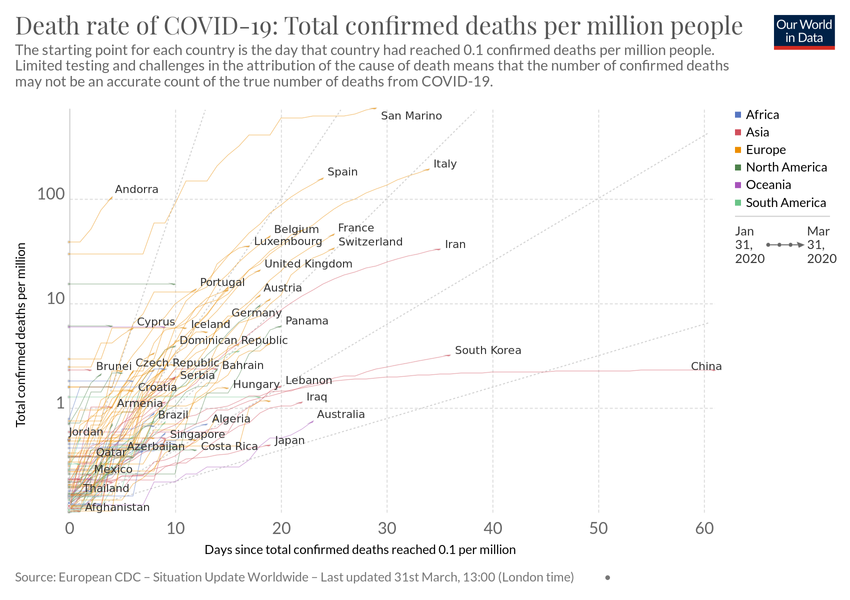 Death rate of COVID-19: Total confirmed deaths per million people
Our World
in Data
The starting point for each country is the day that country had reached 0.1 confirmed deaths per million people.
Limited testing and challenges in the attribution of the cause of death means that the number of confirmed deaths
may not be an accurate count of the true number of deaths from COVID-19.
Africa
Asia
Europe
North America
Oceania
South America
Jan
31,
2020
Mar
31,
2020
Total confirmed deaths per million
100
10
1
San Marino
Spain
Italy
Andorra
Belgium
France
Luxembourg
Switzerland
Iran
United Kingdom
Portugal
Austria
Germany
Cyprus
Iceland
Panama
Dominican Republic
South Korea
Brunei
Czech Republic
Bahrain
China
Serbia
Croatia
Hungary
Lebanon
Armenia
Iraq
Brazil
Algeria
Australia
Jordan
Singapore
Azerbaijan
Costa Rica
Japan
Qatar
Mexico
Thailand
Afghanistan
0
10
20
30
40
50
60
Days since total confirmed deaths reached 0.1 per million
Source: European CDC – Situation Update Worldwide – Last updated 31st March, 13:00 (London time)